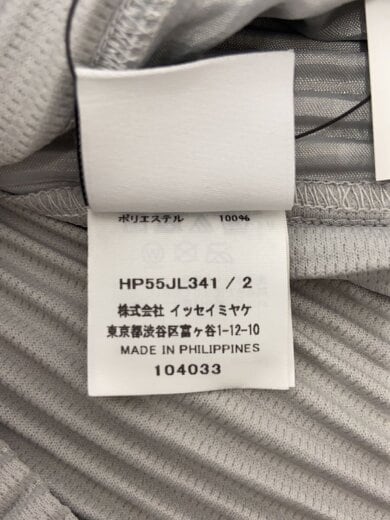 ポリエステル 100%
HP55JL341 / 2
株式会社 イッセイミヤケ
東京都渋谷区富ヶ谷1-12-10
MADE IN PHILIPPINES
104033